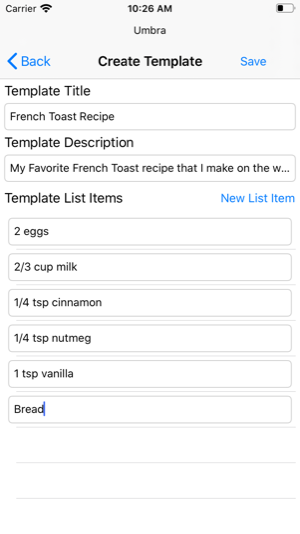 Carrier 10:26 AM
Umbra
Back Create Template Save
Template Title
French Toast Recipe
Template Description
My Favorite French Toast recipe that I make on the w...
Template List Items New List Item
2 eggs
2/3 cup milk
1/4 tsp cinnamon
1/4 tsp nutmeg
1 tsp vanilla
Bread